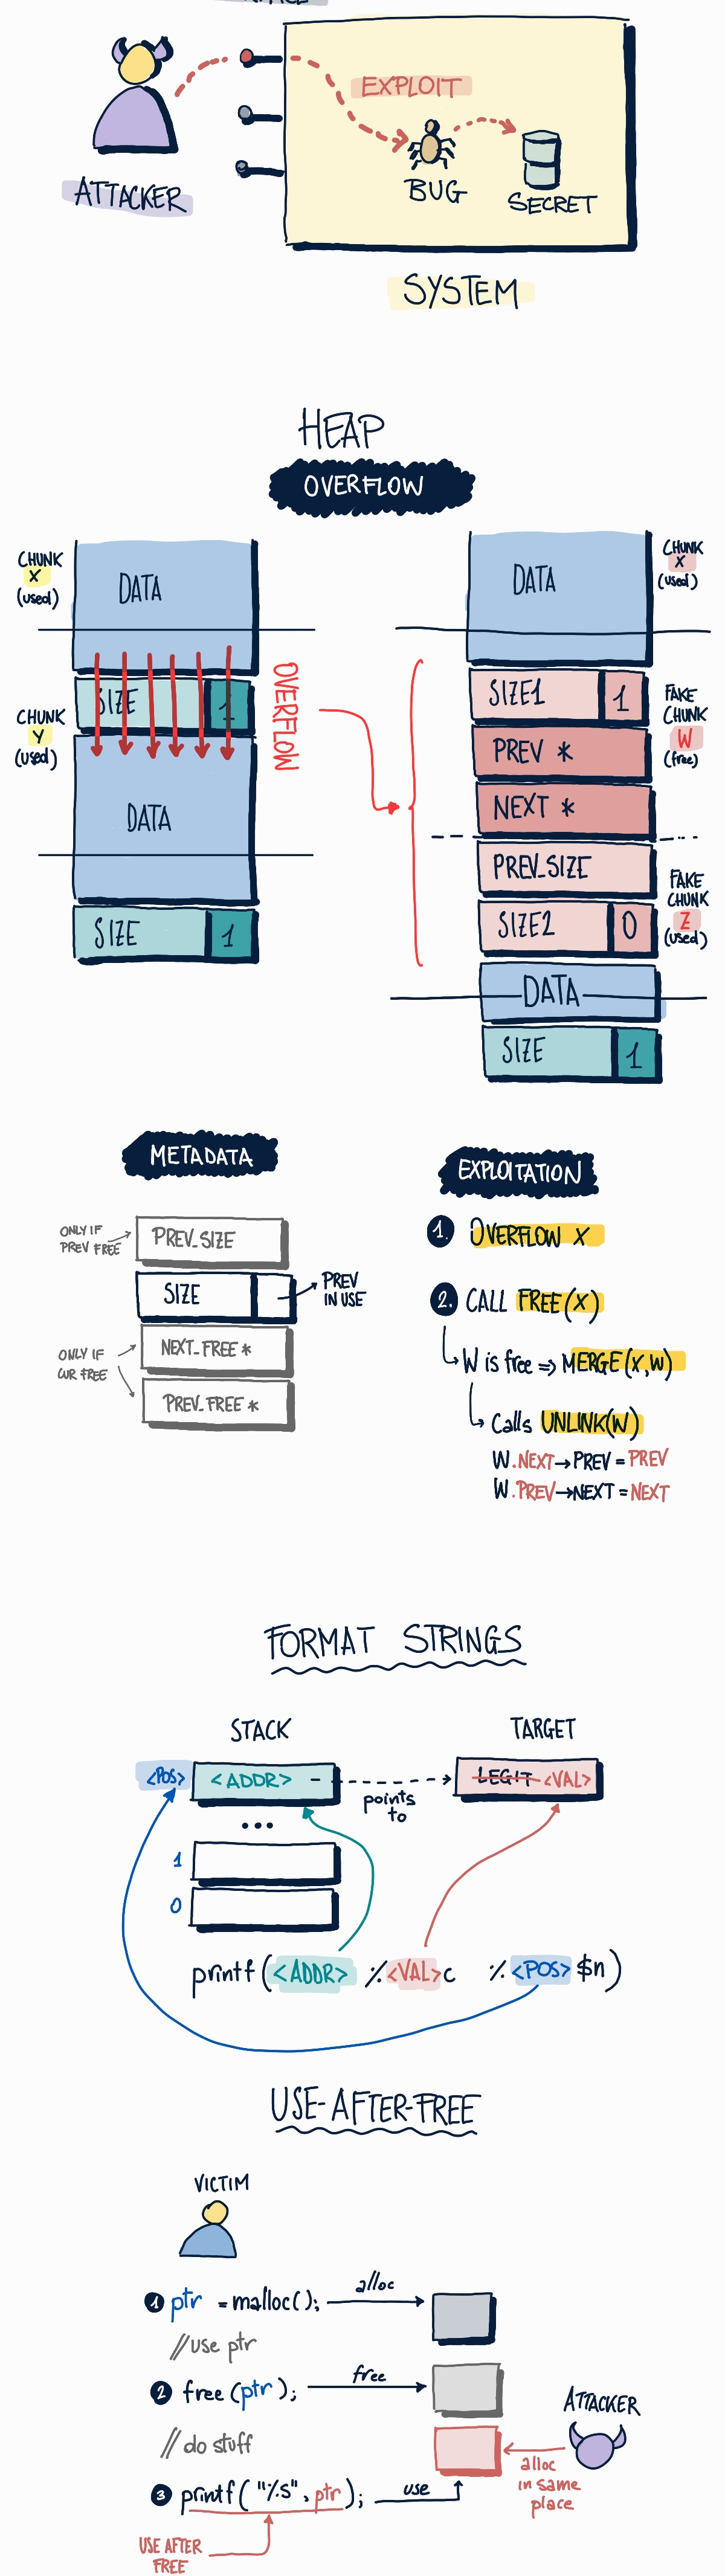 EXPLOIT
BUG
SECRET
ATTACKER
SYSTEM
HEAP
OVERFLOW
CHUNK
X
(used)
DATA
SIZE 1
OVERFLOW
CHUNK
Y
(used)
DATA
SIZE 1
DATA
CHUNK
X
(used)
SIZE1 1
PREV *
NEXT *
FAKE
CHUNK
W
(free)
PREV_SIZE
SIZE2 0
FAKE
CHUNK
Z
(used)
DATA
SIZE 1
METADATA
ONLY IF
PREV FREE
PREV_SIZE
SIZE
PREV
IN USE
ONLY IF
CUR FREE
NEXT_FREE *
PREV_FREE *
EXPLOITATION
1. OVERFLOW X
2. CALL FREE(X)
W is free => MERGE(X,W)
Calls UNLINK(W)
W.NEXT→PREV = PREV
W.PREV→NEXT = NEXT
FORMAT STRINGS
STACK
TARGET
<POS>
<ADDR>
points
to
LEGIT <VAL>
...
1
0
printf(<ADDR> %<VAL>c %<POS>$n)
USE-AFTER-FREE
VICTIM
1 ptr = malloc(); alloc
//use ptr
2 free(ptr); free
ATTACKER
// do stuff
alloc
in same
place
3 printf("%s", ptr); use
USE AFTER
FREE